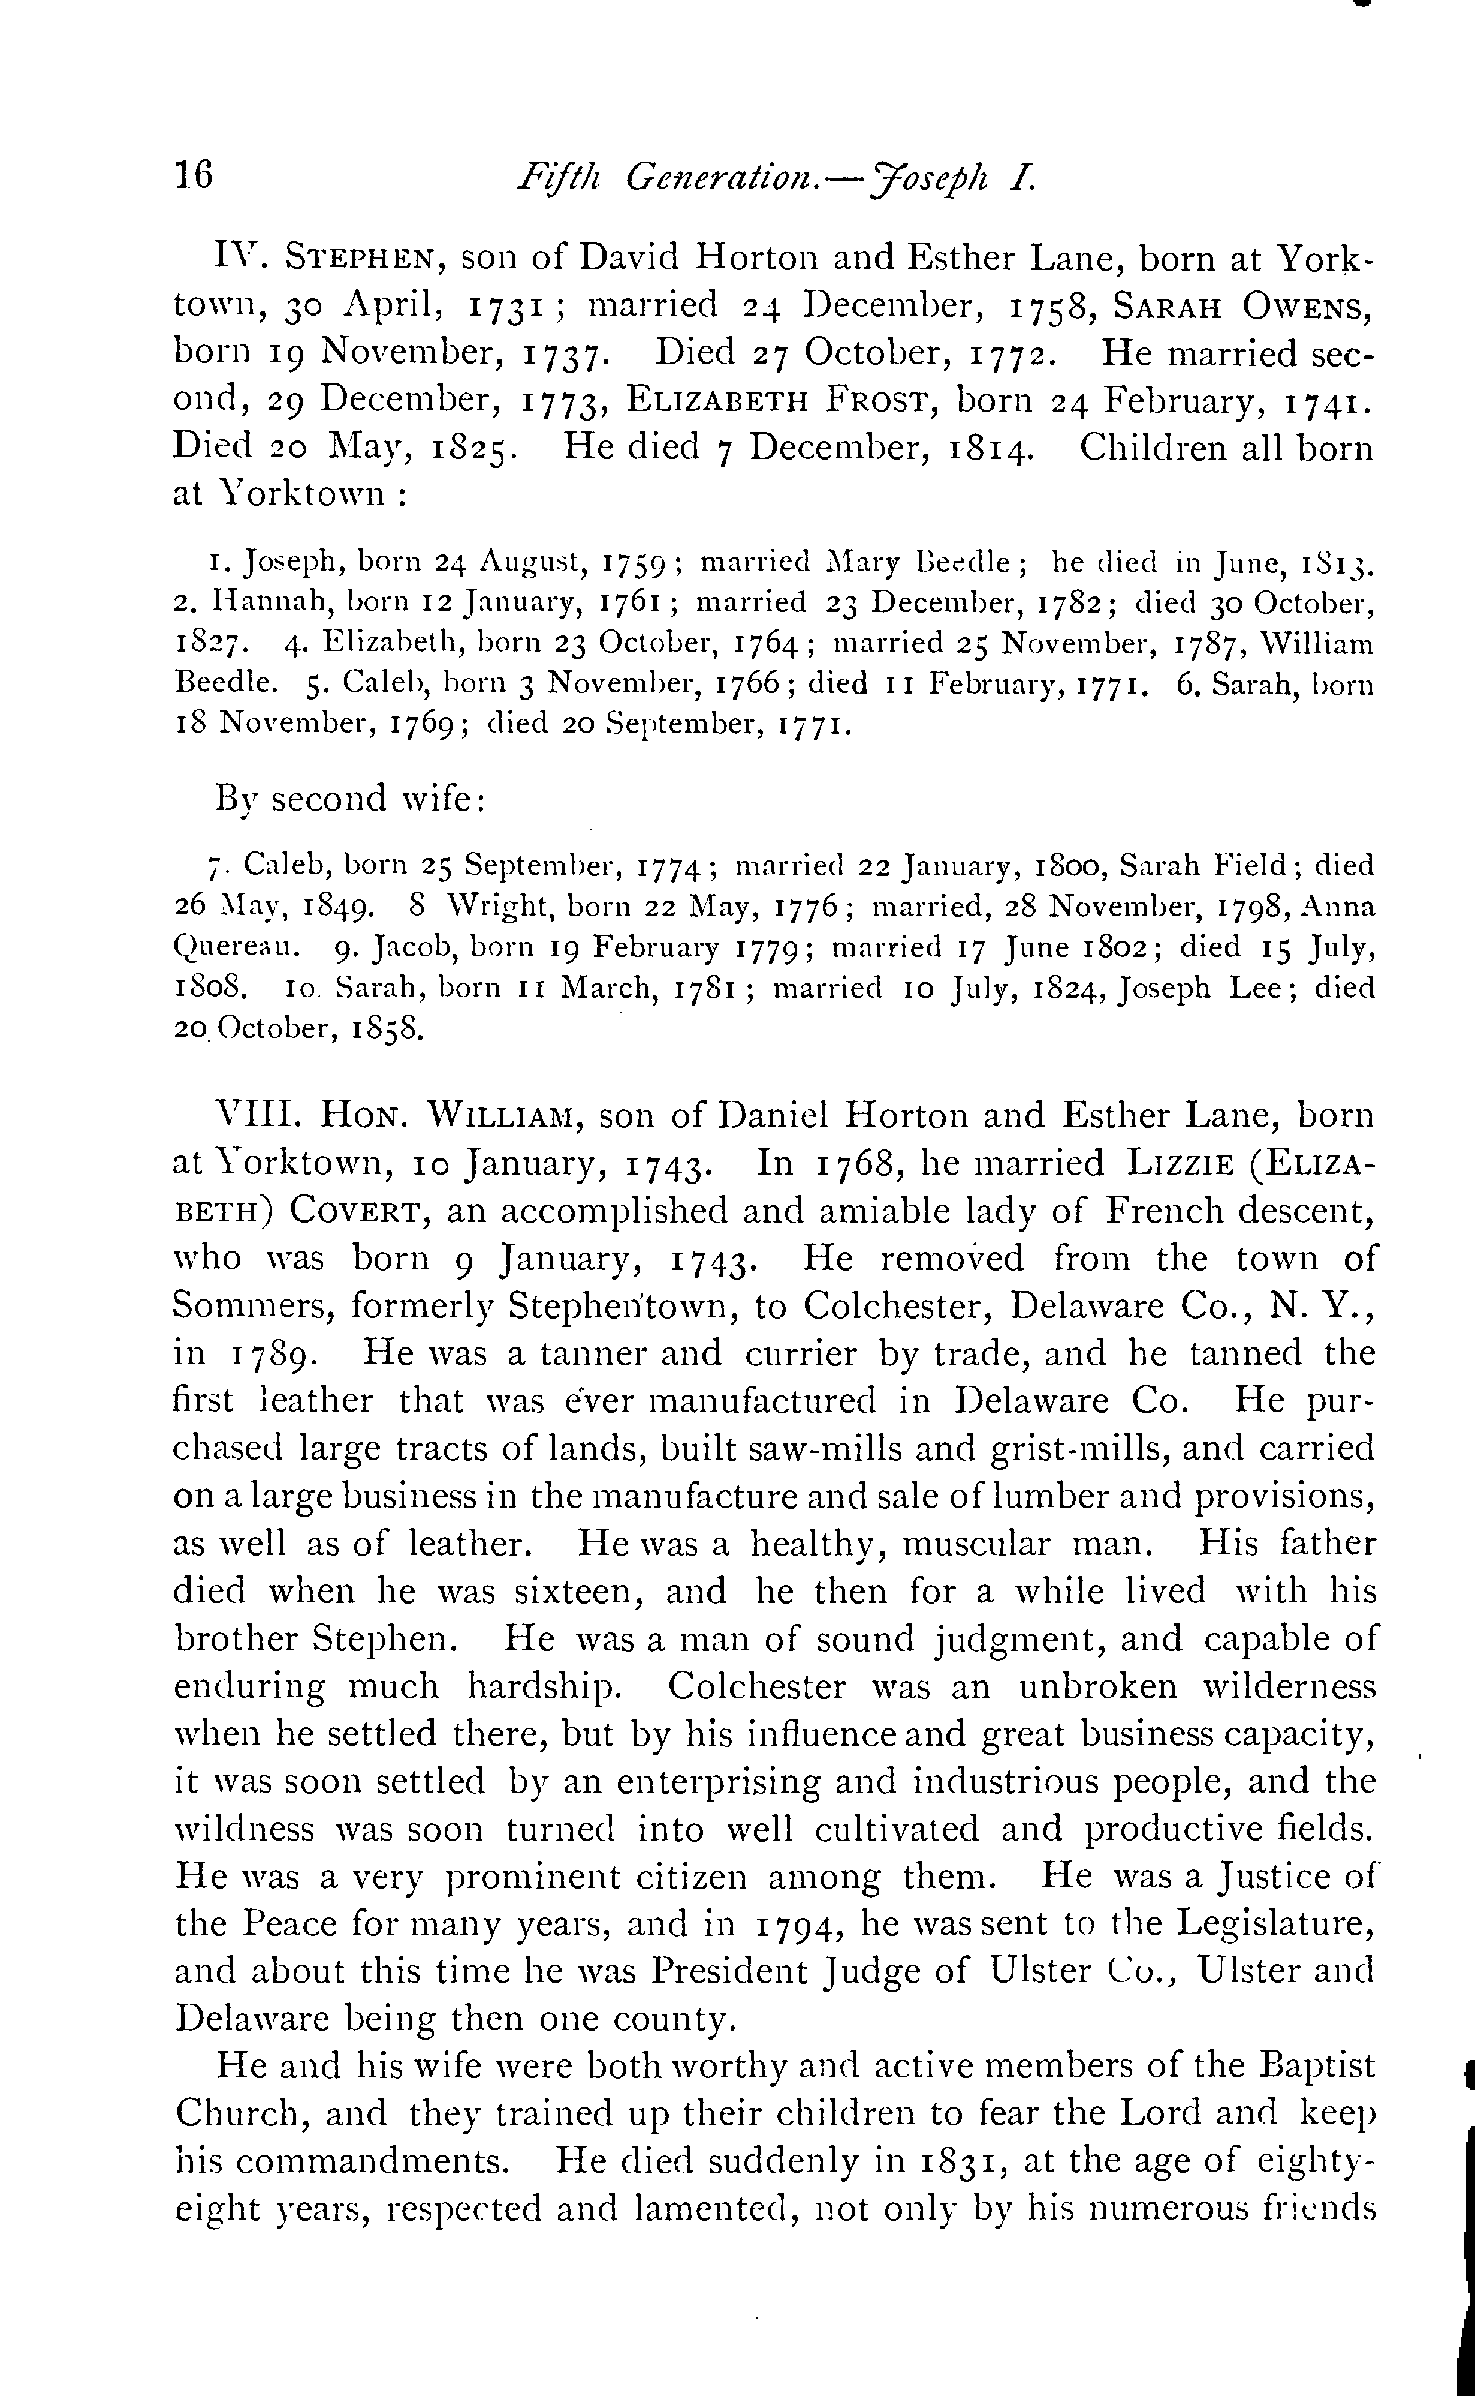 16 Fifth Generation.—Joseph I.
IV. STEPHEN, son of David Horton and Esther Lane, born at York-
town, 30 April, 1731 ; married 24 December, 1758, SARAH OWENS,
born 19 November, 1737. Died 27 October, 1772. He married sec-
ond, 29 December, 1773, ELIZABETH FROST, born 24 February, 1741.
Died 20 May, 1825. He died 7 December, 1814. Children all born
at Yorktown :
1. Joseph, born 24 August, 1759 ; married Mary Beedle ; he died in June, 1813.
2. Hannah, born 12 January, 1761 ; married 23 December, 1782 ; died 30 October,
1827. 4. Elizabeth, born 23 October, 1764 ; married 25 November, 1787, William
Beedle. 5. Caleb, born 3 November, 1766 ; died 11 February, 1771. 6. Sarah, born
18 November, 1769 ; died 20 September, 1771.
By second wife:
7. Caleb, born 25 September, 1774 ; married 22 January, 1800, Sarah Field ; died
26 May, 1849. 8 Wright, born 22 May, 1776 ; married, 28 November, 1798, Anna
Quereau. 9. Jacob, born 19 February 1779 ; married 17 June 1802 ; died 15 July,
1808. 10. Sarah, born 11 March, 1781 ; married 10 July, 1824, Joseph Lee ; died
20 October, 1858.
VIII. HON. WILLIAM, son of Daniel Horton and Esther Lane, born
at Yorktown, 10 January, 1743. In 1768, he married LIZZIE (ELIZA-
BETH) COVERT, an accomplished and amiable lady of French descent,
who was born 9 January, 1743. He removed from the town of
Sommers, formerly Stephentown, to Colchester, Delaware Co., N. Y.,
in 1789. He was a tanner and currier by trade, and he tanned the
first leather that was ever manufactured in Delaware Co. He pur-
chased large tracts of lands, built saw-mills and grist-mills, and carried
on a large business in the manufacture and sale of lumber and provisions,
as well as of leather. He was a healthy, muscular man. His father
died when he was sixteen, and he then for a while lived with his
brother Stephen. He was a man of sound judgment, and capable of
enduring much hardship. Colchester was an unbroken wilderness
when he settled there, but by his influence and great business capacity,
it was soon settled by an enterprising and industrious people, and the
wildness was soon turned into well cultivated and productive fields.
He was a very prominent citizen among them. He was a Justice of
the Peace for many years, and in 1794, he was sent to the Legislature,
and about this time he was President Judge of Ulster Co., Ulster and
Delaware being then one county.
He and his wife were both worthy and active members of the Baptist
Church, and they trained up their children to fear the Lord and keep
his commandments. He died suddenly in 1831, at the age of eighty-
eight years, respected and lamented, not only by his numerous friends